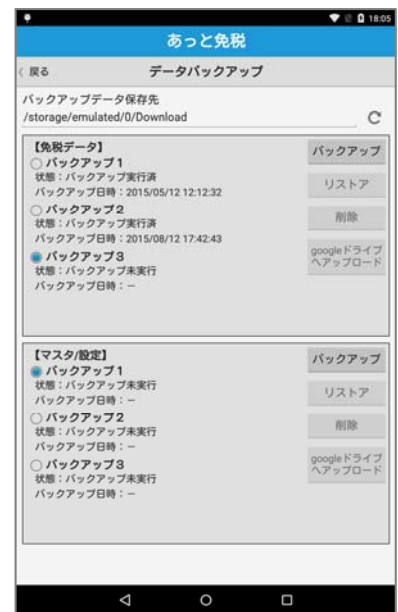 18:05
あっと免税
戻る
データバックアップ
バックアップデータ保存先
/storage/emulated/0/Download
【免税データ】
バックアップ1
状態：バックアップ実行済
バックアップ日時：2015/05/12 12:12:32
バックアップ2
状態：バックアップ実行済
バックアップ日時：2015/08/12 17:42:43
バックアップ3
状態：バックアップ未実行
バックアップ日時：－
バックアップ
リストア
削除
googleドライブ
へアップロード
【マスタ/設定】
バックアップ1
状態：バックアップ未実行
バックアップ日時：－
バックアップ2
状態：バックアップ未実行
バックアップ日時：－
バックアップ3
状態：バックアップ未実行
バックアップ日時：－
バックアップ
リストア
削除
googleドライブ
へアップロード